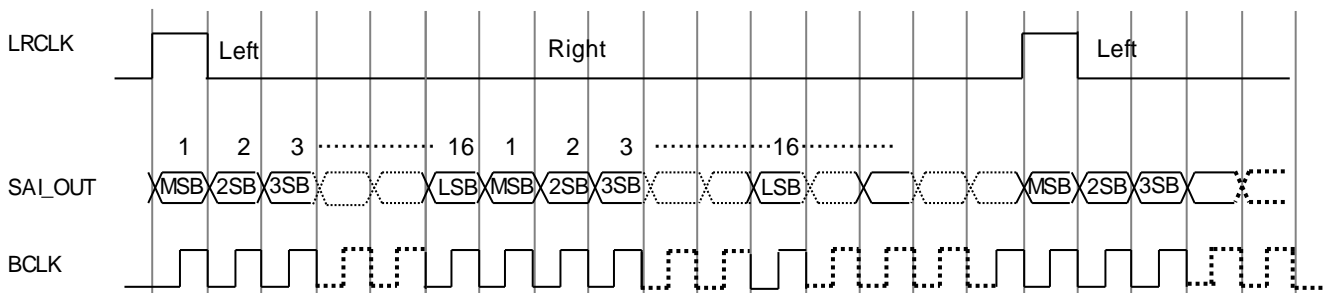 LRCLK Left Right Left
1 2 3 ........ 16 1 2 3 ........ 16 ........
SAI_OUT MSB 2SB 3SB LSB MSB 2SB 3SB LSB MSB 2SB 3SB
BCLK